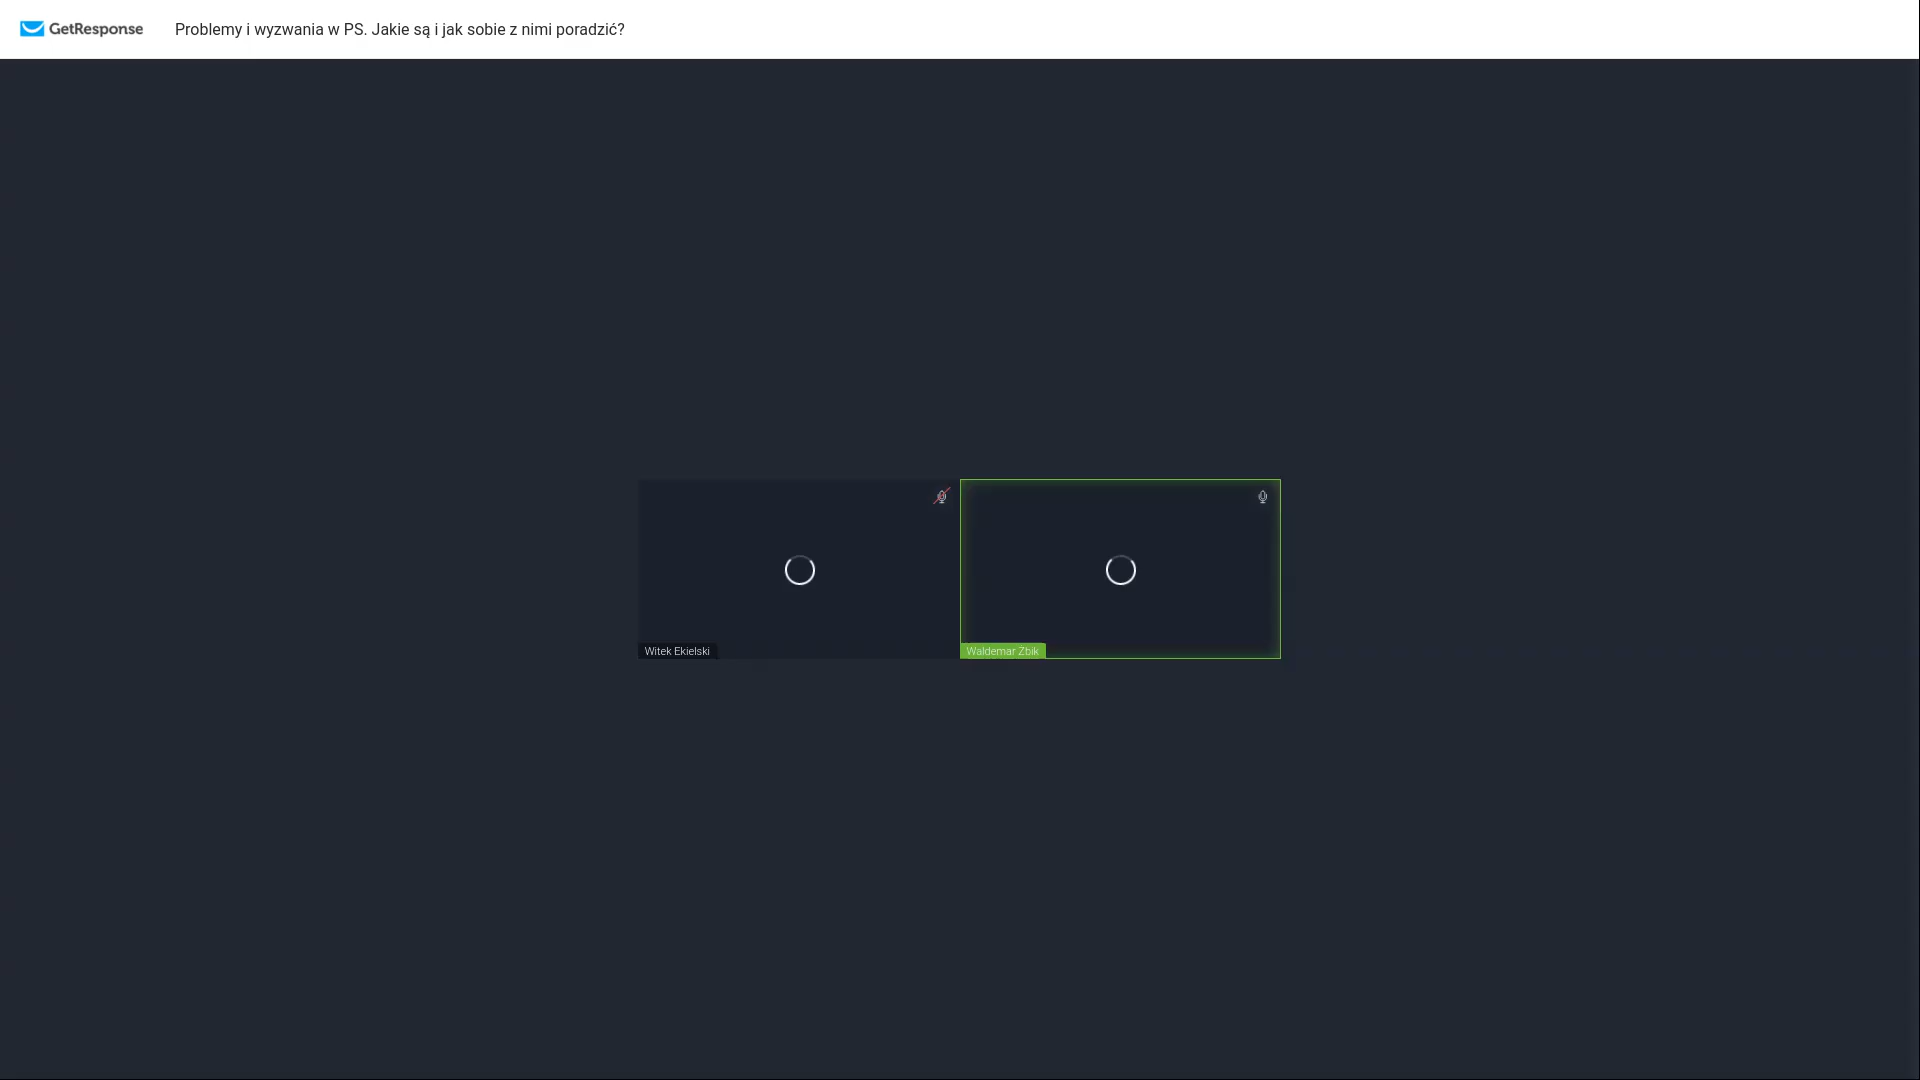 GetResponse
Problemy i wyzwania w PS. Jakie są i jak sobie z nimi poradzić?
Witek Ekielski
Waldemar Zbik